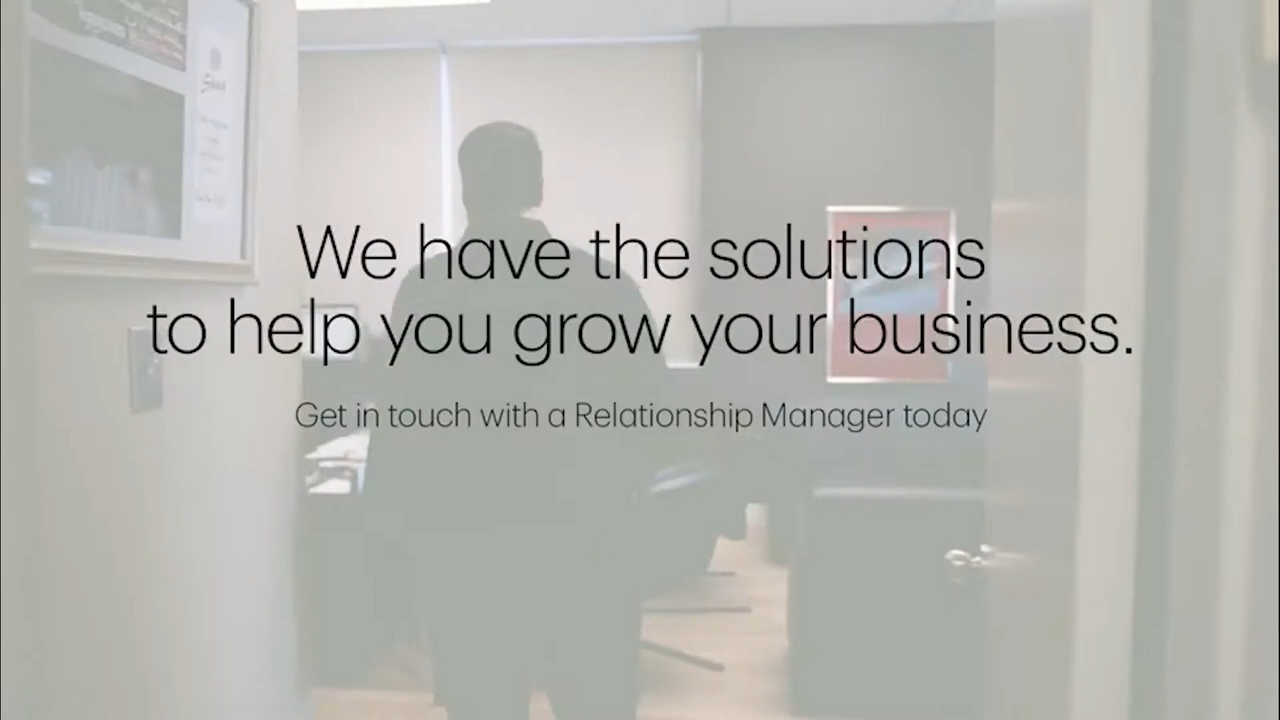 We have the solutions
to help you grow your business.
Get in touch with a Relationship Manager today